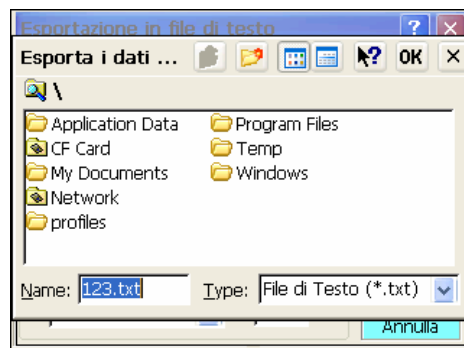 Esportazione in file di testo ? ×
Esporta i dati ... ? OK ×
\
Application Data Program Files
CF Card Temp
My Documents Windows
Network
profiles
Name: 123.txt Type: File di Testo (*.txt)
Annulla